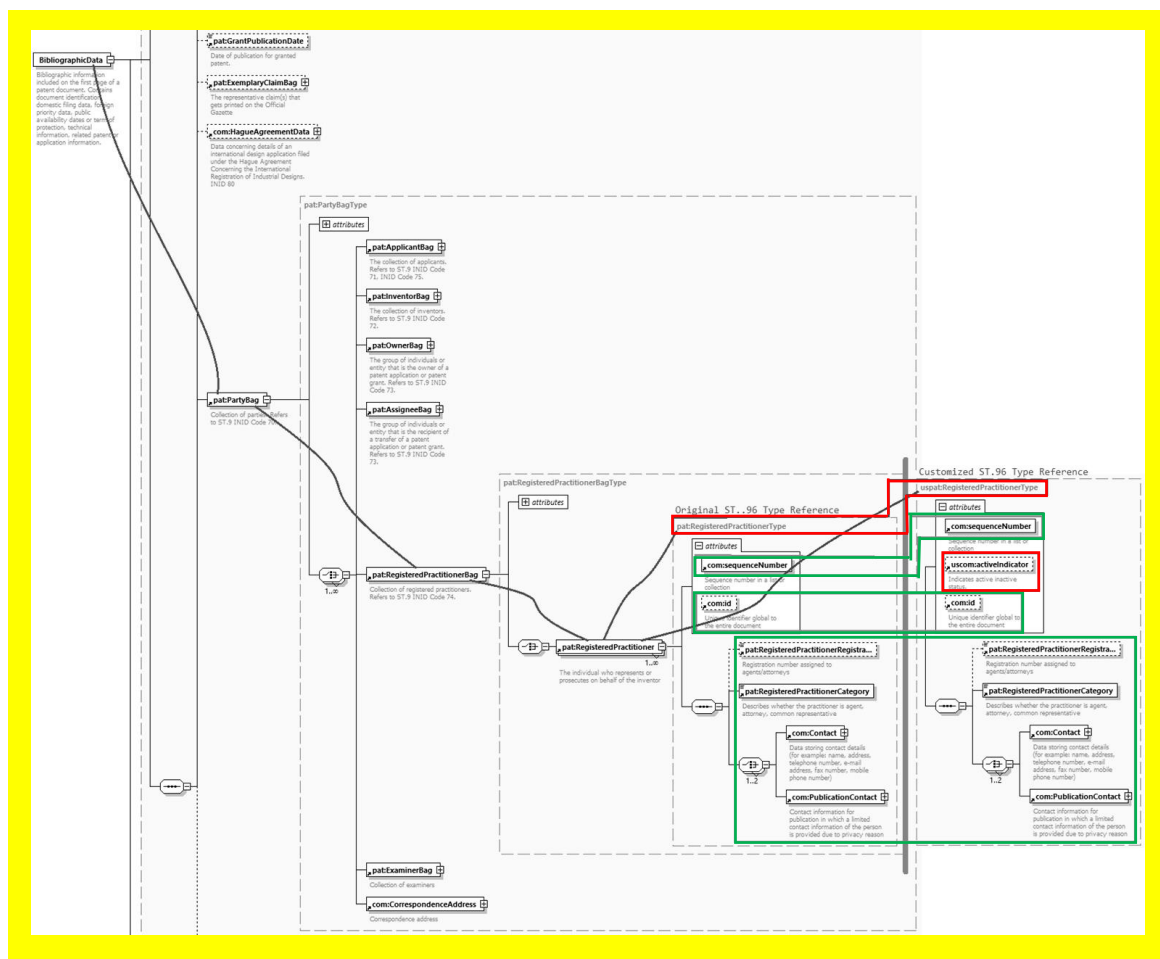 pat:GrantPublicationDate
Date of publication for granted
patent.
BibliographicData
Bibliographic information
included on the first page of a
patent document. Contains
document identification,
domestic filing data, foreign
priority data, public
availability dates or term of
protection, technical
information, related patent or
application information.
pat:ExemplaryClaimBag
The representative claim(s) that
gets printed on the Official
Gazette
com:HagueAgreementData
Data concerning details of an
international design application filed
under the Hague Agreement
Concerning the International
Registration of Industrial Designs.
INID 80
pat:PartyBagType
attributes
pat:ApplicantBag
The collection of applicants.
Refers to ST.9 INID Code
71, INID Code 75.
pat:InventorBag
The collection of inventors.
Refers to ST.9 INID Code
72.
pat:OwnerBag
The group of individuals or
entity that is the owner of a
patent application or patent
grant. Refers to ST.9 INID
Code 73.
pat:PartyBag
Collection of parties. Refers
to ST.9 INID Code 70.
pat:AssigneeBag
The group of individuals or
entity that is the recipient of
a transfer of a patent
application or patent grant.
Refers to ST.9 INID Code
73.
pat:RegisteredPractitionerBag
1..∞
Collection of registered practitioners.
Refers to ST.9 INID Code 74.
pat:ExaminerBag
Collection of examiners
com:CorrespondenceAddress
Correspondence address
pat:RegisteredPractitionerBagType
attributes
pat:RegisteredPractitioner
1..∞
The individual who represents or
prosecutes on behalf of the inventor
Original ST..96 Type Reference
pat:RegisteredPractitionerType
attributes
com:sequenceNumber
Sequence number in a list or
collection
com:id
Unique identifier global to
the entire document
pat:RegisteredPractitionerRegistra...
Registration number assigned to
agents/attorneys
pat:RegisteredPractitionerCategory
Describes whether the practitioner is agent,
attorney, common representative
com:Contact
Data storing contact details
(for example: name, address,
telephone number, e-mail
address, fax number, mobile
phone number)
1..2
com:PublicationContact
Contact information for
publication in which a limited
contact information of the person
is provided due to privacy reason
Customized ST.96 Type Reference
uspat:RegisteredPractitionerType
attributes
com:sequenceNumber
Sequence number in a list or
collection
uscom:activeIndicator
Indicates active inactive
status.
com:id
Unique identifier global to
the entire document
pat:RegisteredPractitionerRegistra...
Registration number assigned to
agents/attorneys
pat:RegisteredPractitionerCategory
Describes whether the practitioner is agent,
attorney, common representative
com:Contact
Data storing contact details
(for example: name, address,
telephone number, e-mail
address, fax number, mobile
phone number)
1..2
com:PublicationContact
Contact information for
publication in which a limited
contact information of the person
is provided due to privacy reason